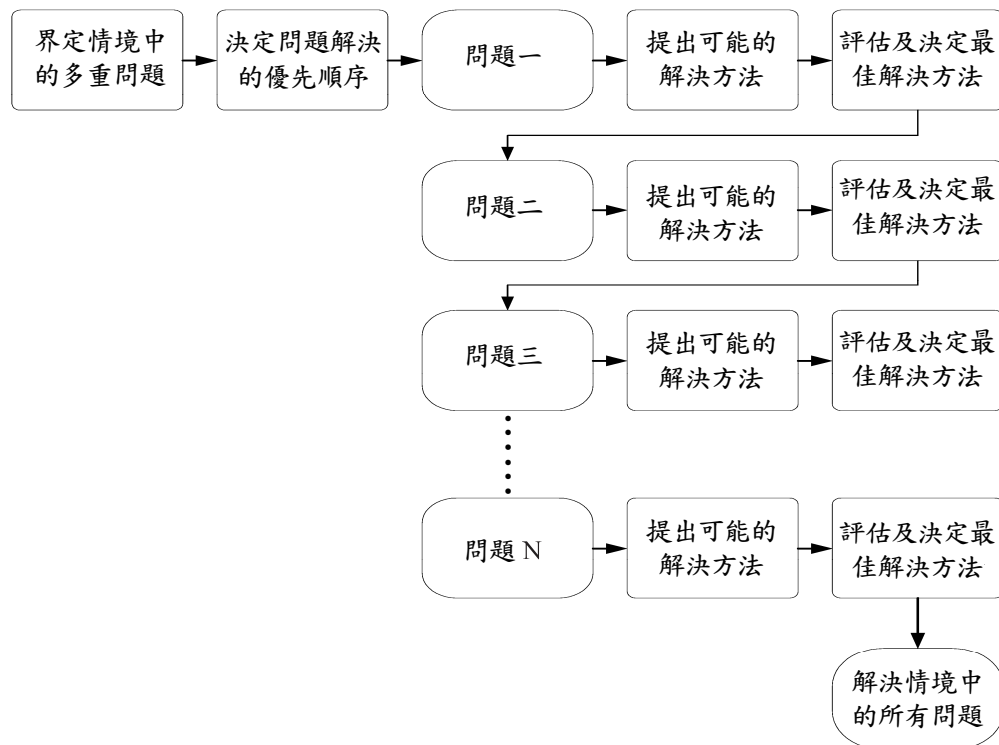 界定情境中
的多重問題
決定問題解決
的優先順序
問題一
提出可能的
解決方法
評估及決定最
佳解決方法
問題二
提出可能的
解決方法
評估及決定最
佳解決方法
問題三
提出可能的
解決方法
評估及決定最
佳解決方法
問題 N
提出可能的
解決方法
評估及決定最
佳解決方法
解決情境中
的所有問題